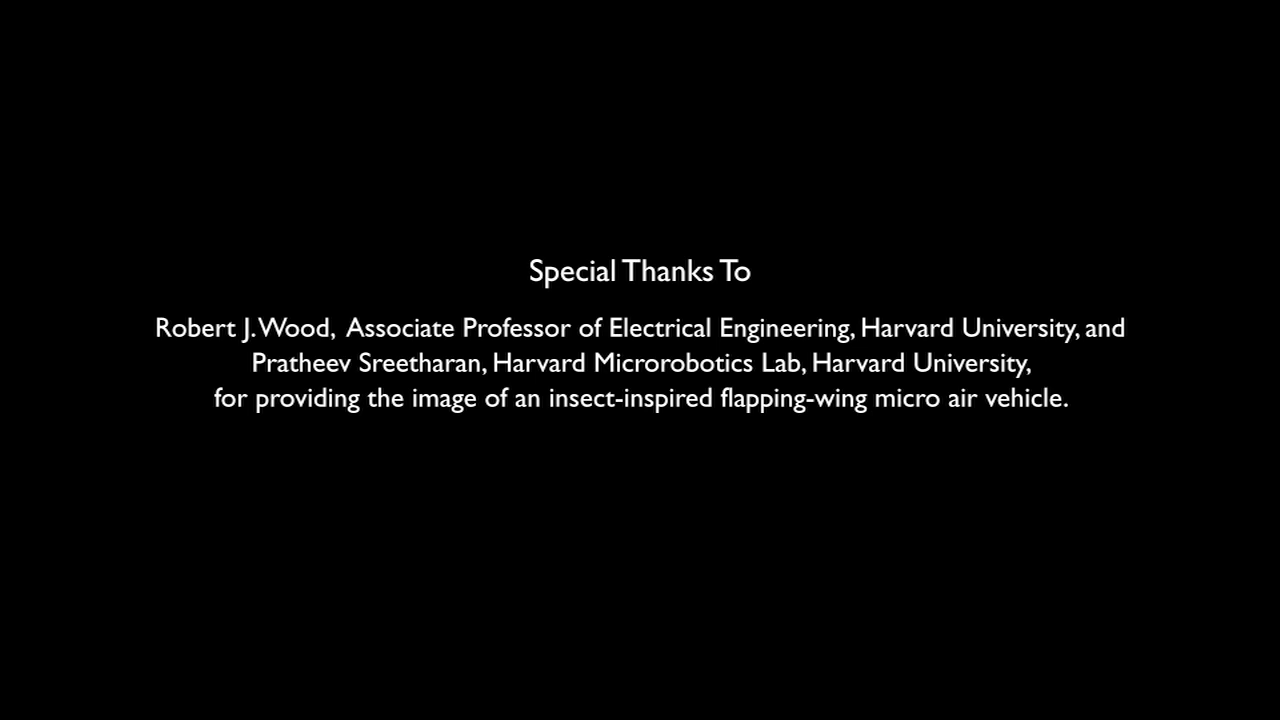 Special Thanks To
Robert J. Wood, Associate Professor of Electrical Engineering, Harvard University, and
Pratheev Sreetharan, Harvard Microrobotics Lab, Harvard University,
for providing the image of an insect-inspired flapping-wing micro air vehicle.